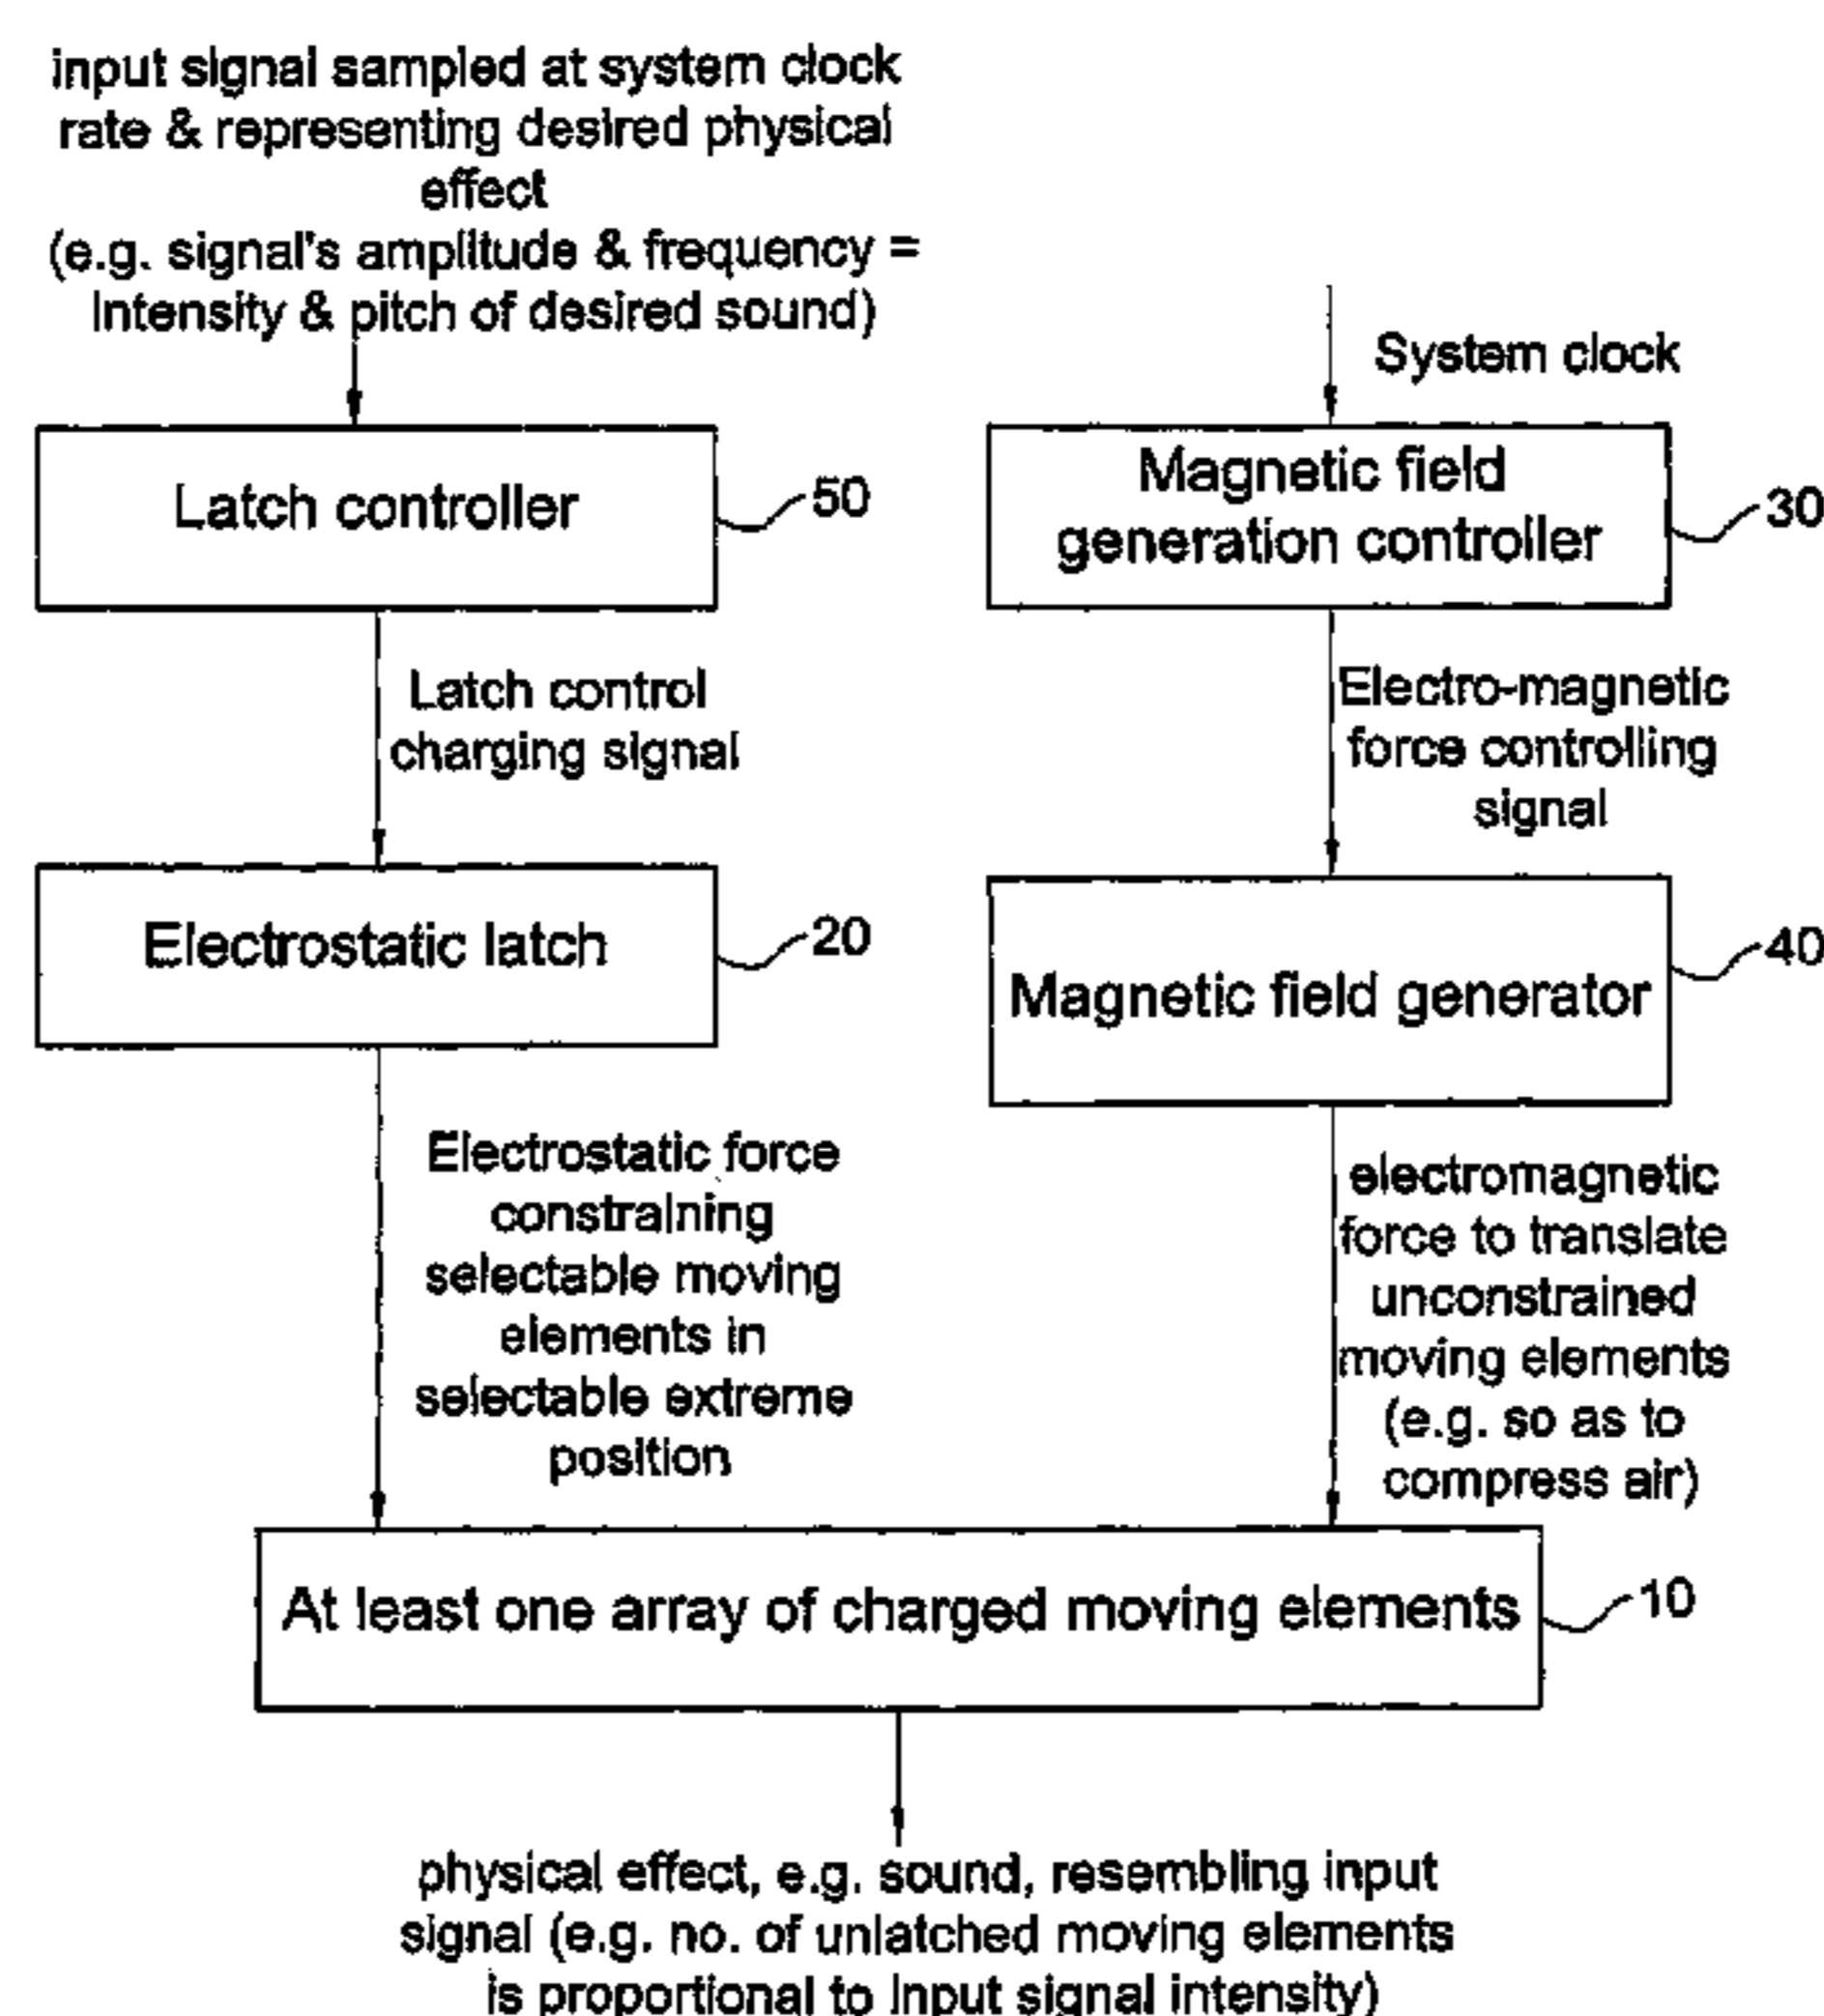 input signal sampled at system clock
rate & representing desired physical
effect
(e.g. signal's amplitude & frequency =
Intensity & pitch of desired sound)
System clock
Latch controller
50
Magnetic field
generation controller
30
Latch control
charging signal
Electro-magnetic
force controlling
signal
Electrostatic latch
20
Magnetic field generator
40
Electrostatic force
constraining
selectable moving
elements in
selectable extreme
position
electromagnetic
force to translate
unconstrained
moving elements
(e.g. so as to
compress air)
At least one array of charged moving elements
10
physical effect, e.g. sound, resembling input
signal (e.g. no. of unlatched moving elements
is proportional to input signal intensity)